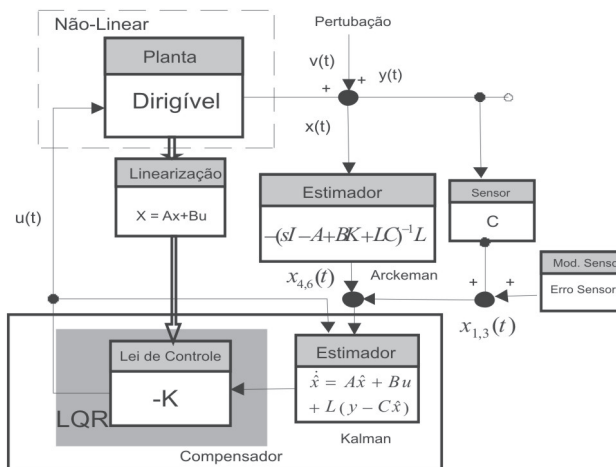 Não-Linear
Planta
Dirigível
Pertubação
v(t)
y(t)
+
+
x(t)
Linearização
X = Ax+Bu
u(t)
Estimador
−(sI−A+BK+LC)⁻¹L
Sensor
C
Arckeman
x₄,₆(t)
+
+
Mod. Senso
Erro Sensor
x₁,₃(t)
Lei de Controle
-K
LQR
Compensador
Estimador
ẋ̂ = Ax̂ + Bu
+ L(y − Cx̂)
Kalman